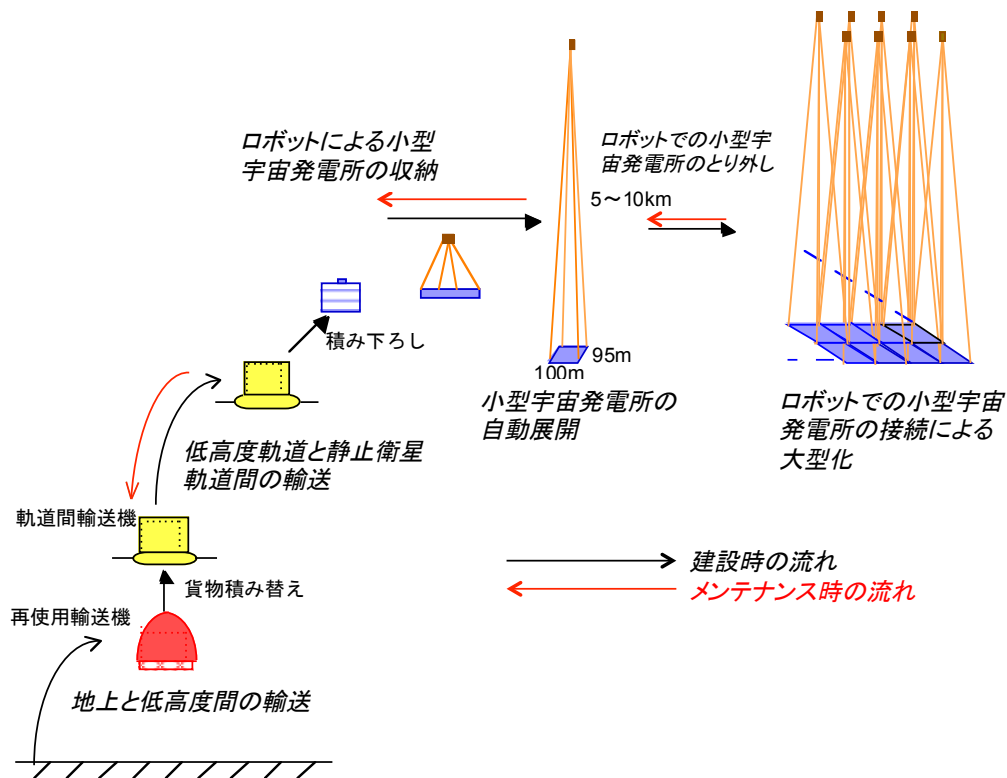 ロボットによる小型
宇宙発電所の収納
ロボットでの小型宇
宙発電所のとり外し
5～10km
積み下ろし
95m
100m
小型宇宙発電所の
自動展開
ロボットでの小型宇宙
発電所の接続による
大型化
低高度軌道と静止衛星
軌道間の輸送
軌道間輸送機
貨物積み替え
再使用輸送機
地上と低高度間の輸送
建設時の流れ
メンテナンス時の流れ